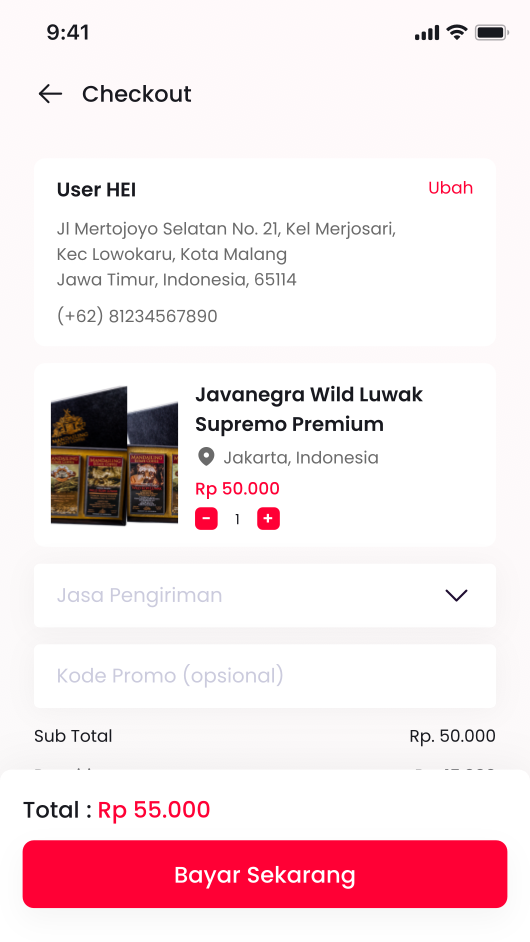 9:41
Checkout
User HEI
Ubah
Jl Mertojoyo Selatan No. 21, Kel Merjosari,
Kec Lowokaru, Kota Malang
Jawa Timur, Indonesia, 65114
(+62) 81234567890
Javanegra Wild Luwak
Supremo Premium
Jakarta, Indonesia
Rp 50.000
- 1 +
Jasa Pengiriman
Kode Promo (opsional)
Sub Total Rp. 50.000
Total : Rp 55.000
Bayar Sekarang